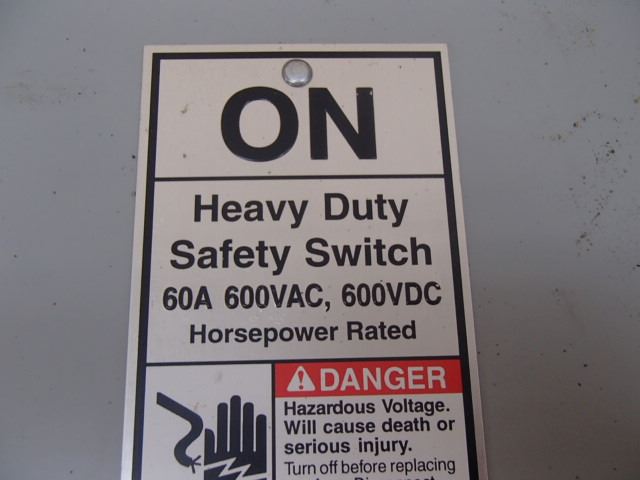 ON
Heavy Duty
Safety Switch
60A 600VAC, 600VDC
Horsepower Rated
DANGER
Hazardous Voltage.
Will cause death or
serious injury.
Turn off before replacing